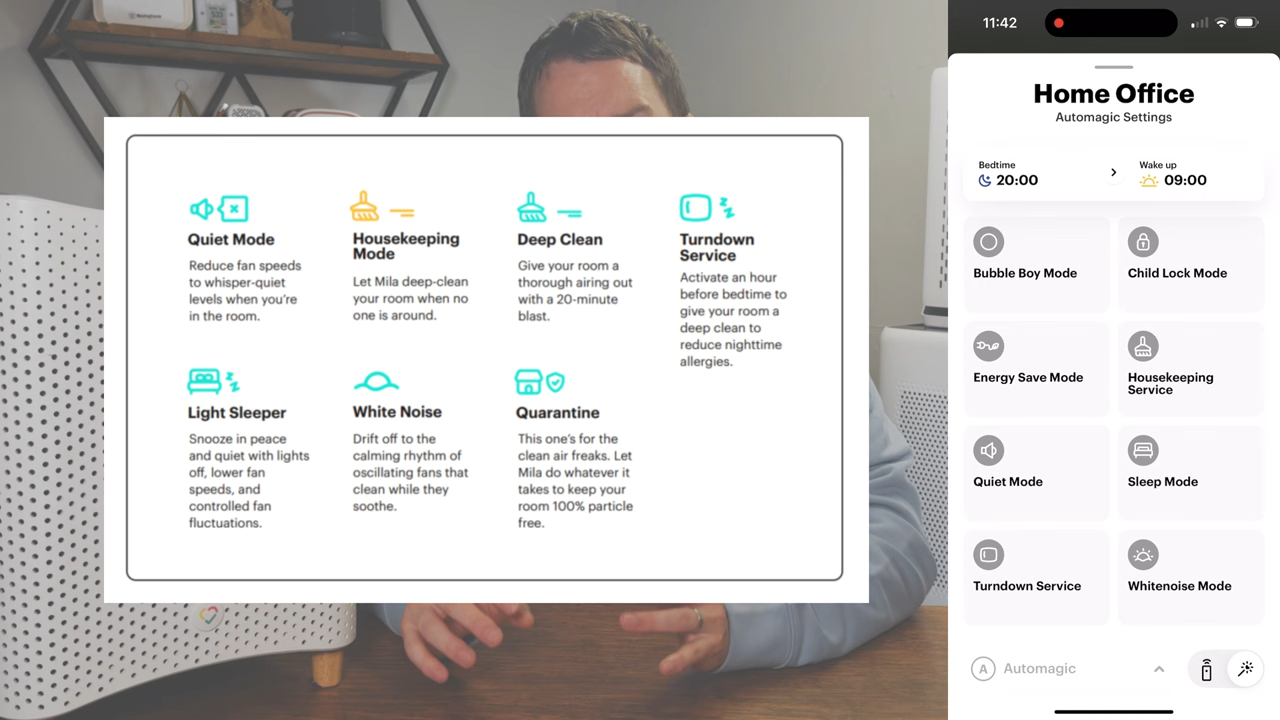 Quiet Mode
Reduce fan speeds
to whisper-quiet
levels when you're
in the room.
Housekeeping
Mode
Let Mila deep-clean
your room when no
one is around.
Deep Clean
Give your room a
thorough airing out
with a 20-minute
blast.
Turndown
Service
Activate an hour
before bedtime to
give your room a
deep clean to
reduce nighttime
allergies.
Light Sleeper
Snooze in peace
and quiet with lights
off, lower fan
speeds, and
controlled fan
fluctuations.
White Noise
Drift off to the
calming rhythm of
oscillating fans that
clean while they
soothe.
Quarantine
This one's for the
clean air freaks. Let
Mila do whatever it
takes to keep your
room 100% particle
free.
11:42
Home Office
Automagic Settings
Bedtime
20:00
Wake up
09:00
Bubble Boy Mode
Child Lock Mode
Energy Save Mode
Housekeeping
Service
Quiet Mode
Sleep Mode
Turndown Service
Whitenoise Mode
A Automagic